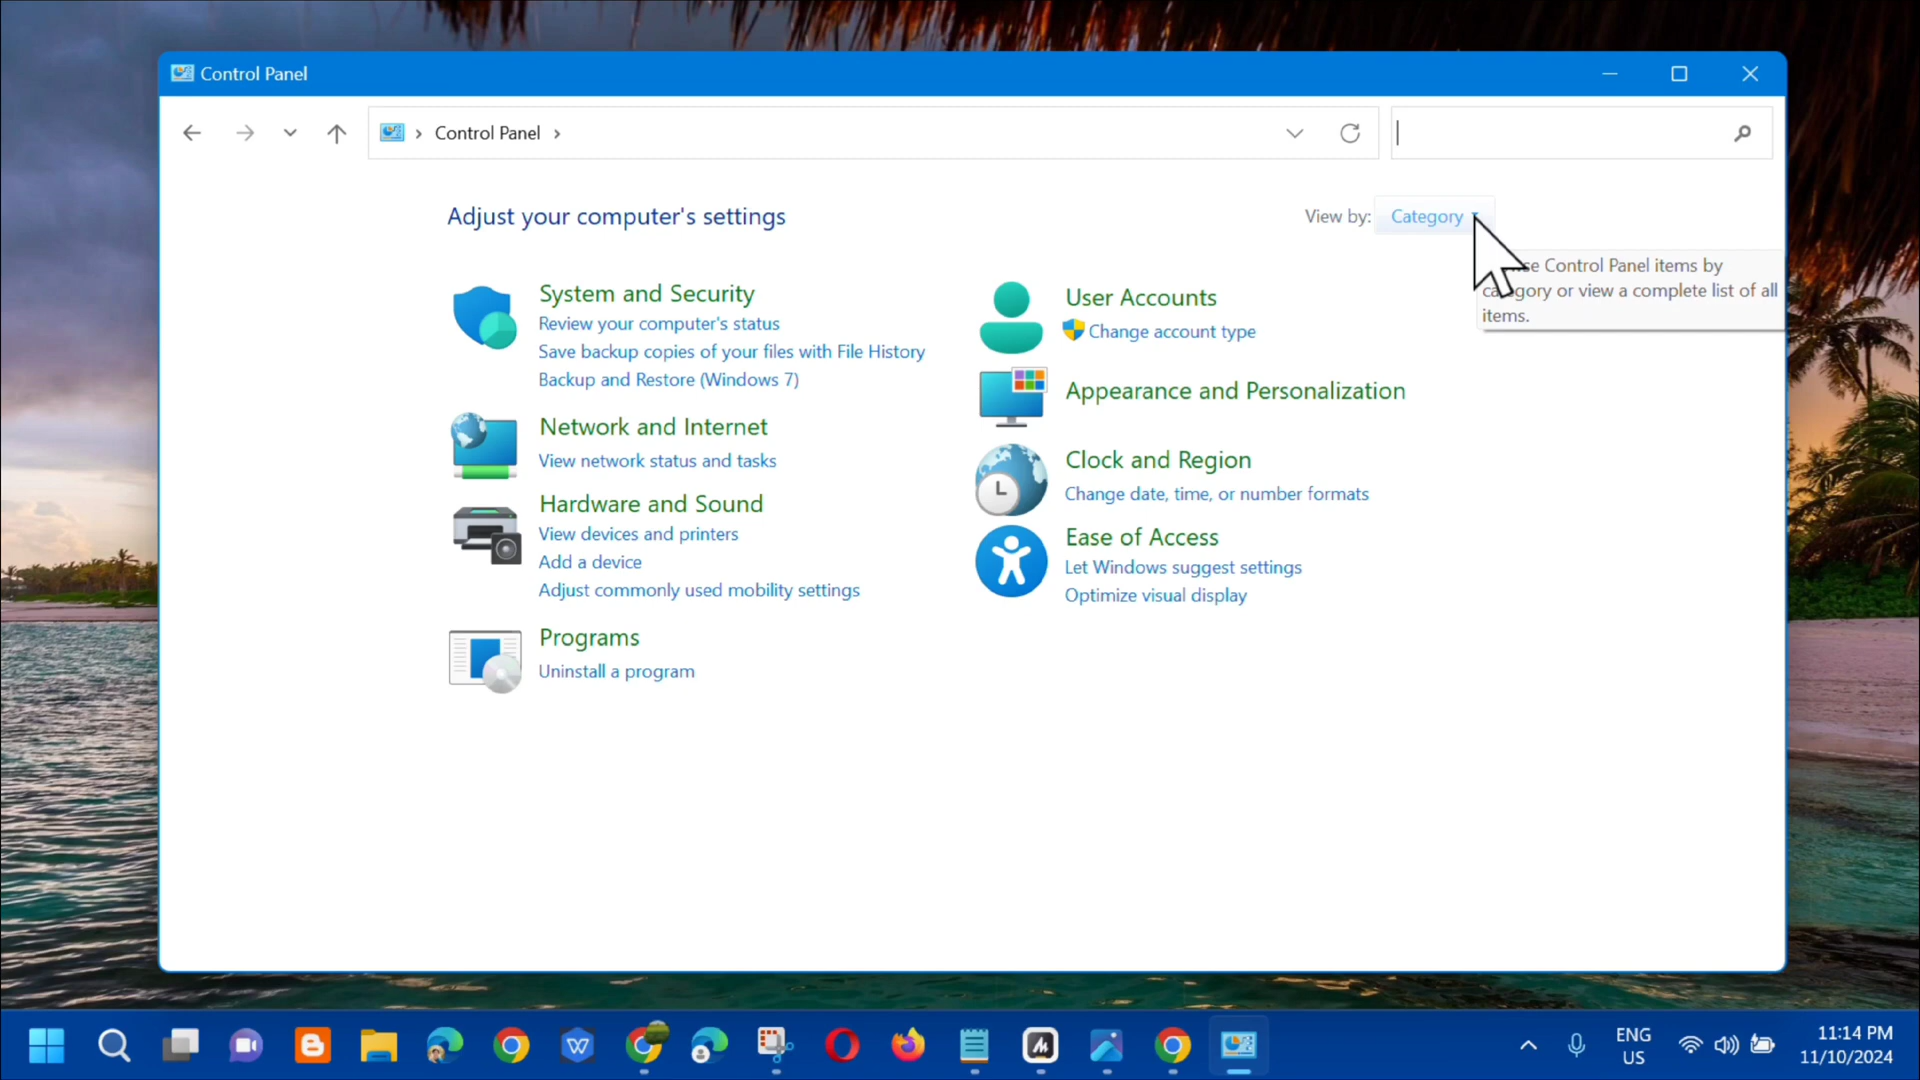 Control Panel
Control Panel
Adjust your computer's settings
View by: Category
Control Panel items by
category or view a complete list of all
items.
System and Security
Review your computer's status
Save backup copies of your files with File History
Backup and Restore (Windows 7)
Network and Internet
View network status and tasks
Hardware and Sound
View devices and printers
Add a device
Adjust commonly used mobility settings
Programs
Uninstall a program
User Accounts
Change account type
Appearance and Personalization
Clock and Region
Change date, time, or number formats
Ease of Access
Let Windows suggest settings
Optimize visual display
ENG
US
11:14 PM
11/10/2024